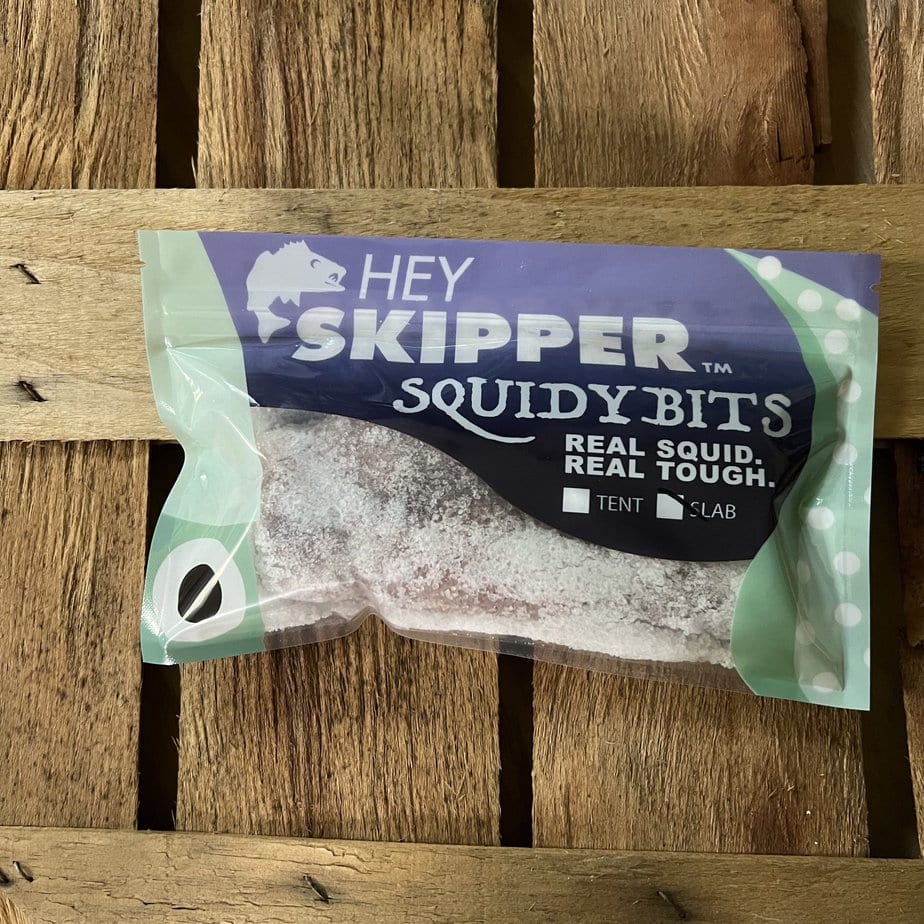 HEY
SKIPPER™
SQUIDYBITS
REAL SQUID.
REAL TOUGH.
TENT SLAB